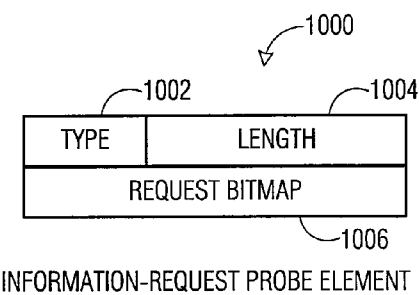 1000
1002
1004
TYPE
LENGTH
REQUEST BITMAP
1006
INFORMATION-REQUEST PROBE ELEMENT